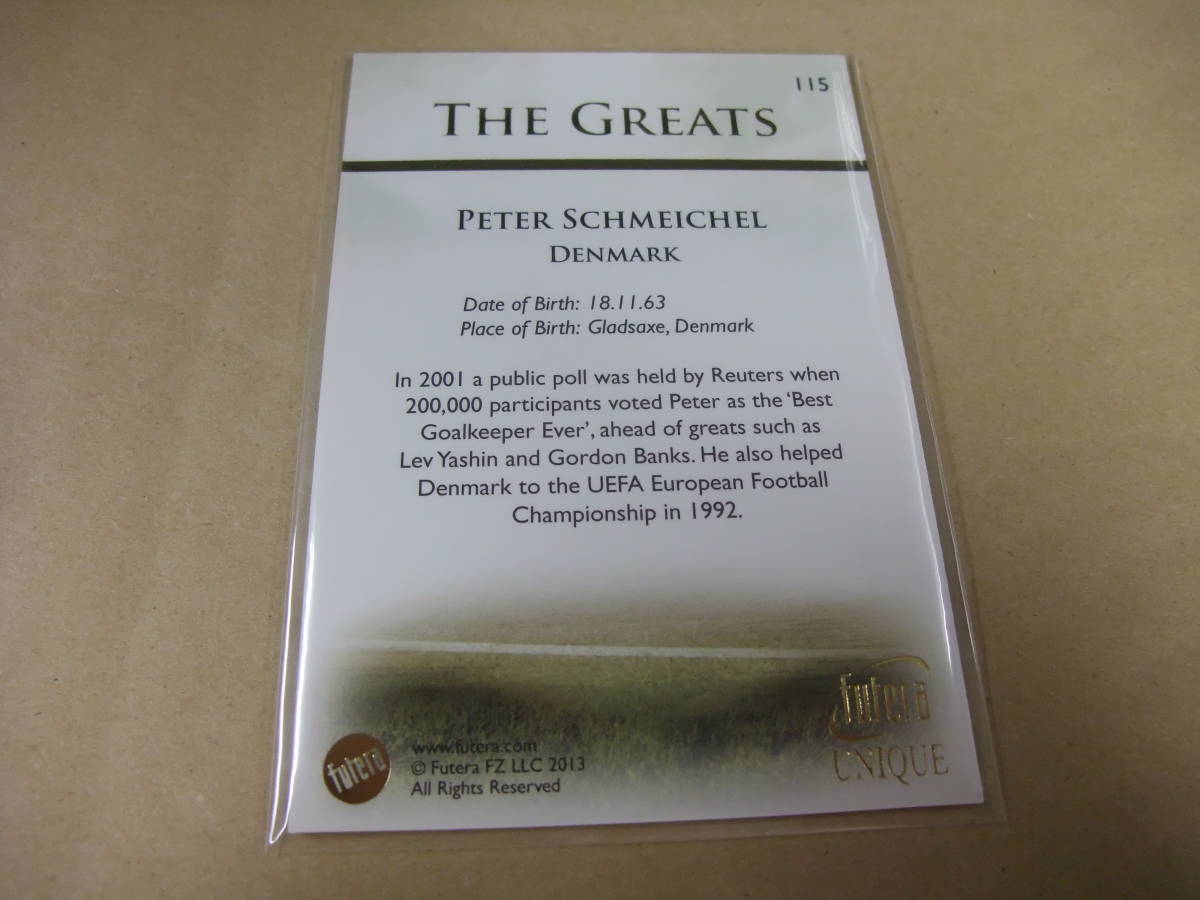 115
THE GREATS
PETER SCHMEICHEL
DENMARK
Date of Birth: 18.11.63
Place of Birth: Gladsaxe, Denmark
In 2001 a public poll was held by Reuters when
200,000 participants voted Peter as the ‘Best
Goalkeeper Ever’, ahead of greats such as
Lev Yashin and Gordon Banks. He also helped
Denmark to the UEFA European Football
Championship in 1992.
futera
UNIQUE
futera
www.futera.com
© Futera FZ LLC 2013
All Rights Reserved